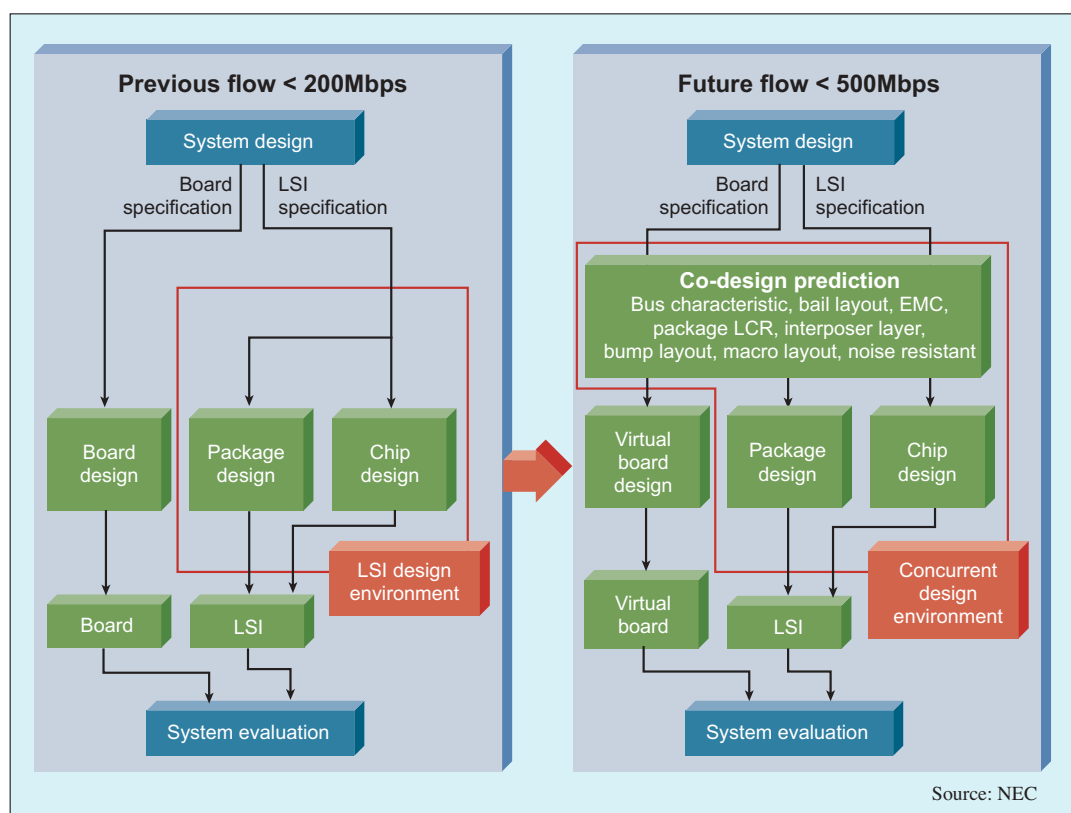 Previous flow < 200Mbps
System design
Board
specification
LSI
specification
Board
design
Package
design
Chip
design
LSI design
environment
Board
LSI
System evaluation
Future flow < 500Mbps
System design
Board
specification
LSI
specification
Co-design prediction
Bus characteristic, bail layout, EMC,
package LCR, interposer layer,
bump layout, macro layout, noise resistant
Virtual
board
design
Package
design
Chip
design
Concurrent
design
environment
Virtual
board
LSI
System evaluation
Source: NEC